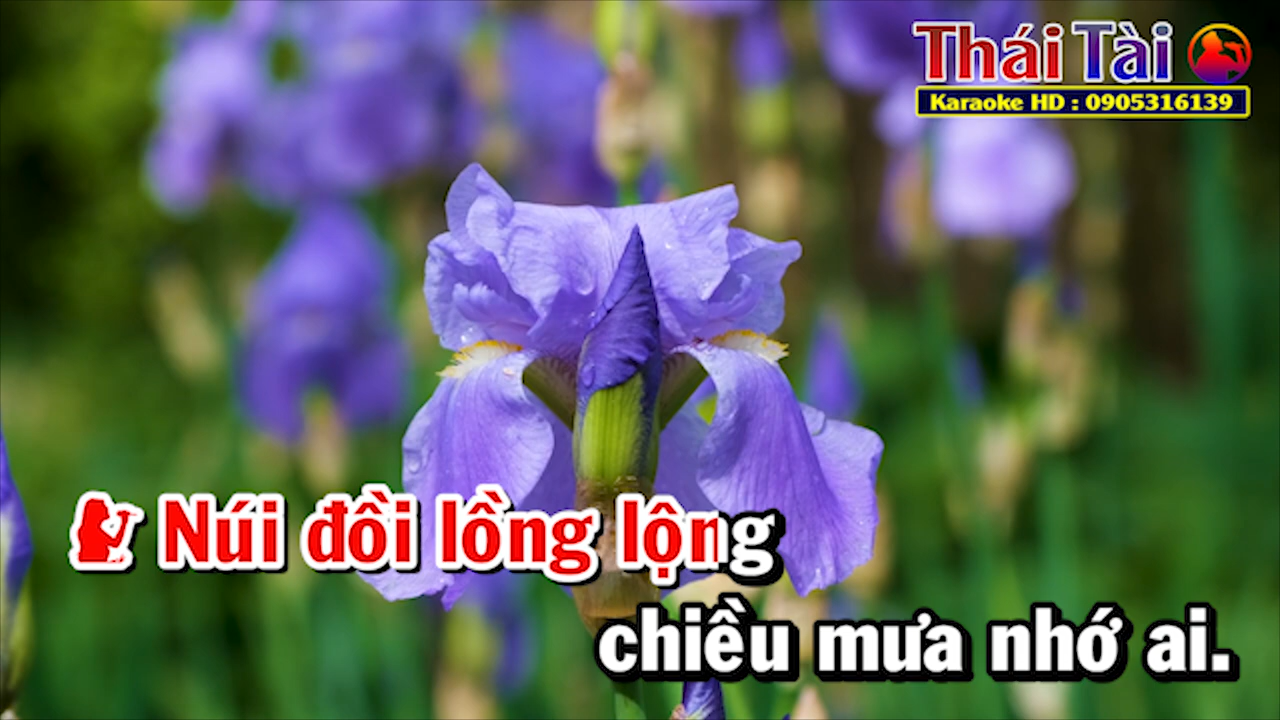 Thái Tài
Karaoke HD : 0905316139
Núi đồi lồng lộng
chiều mưa nhớ ai.